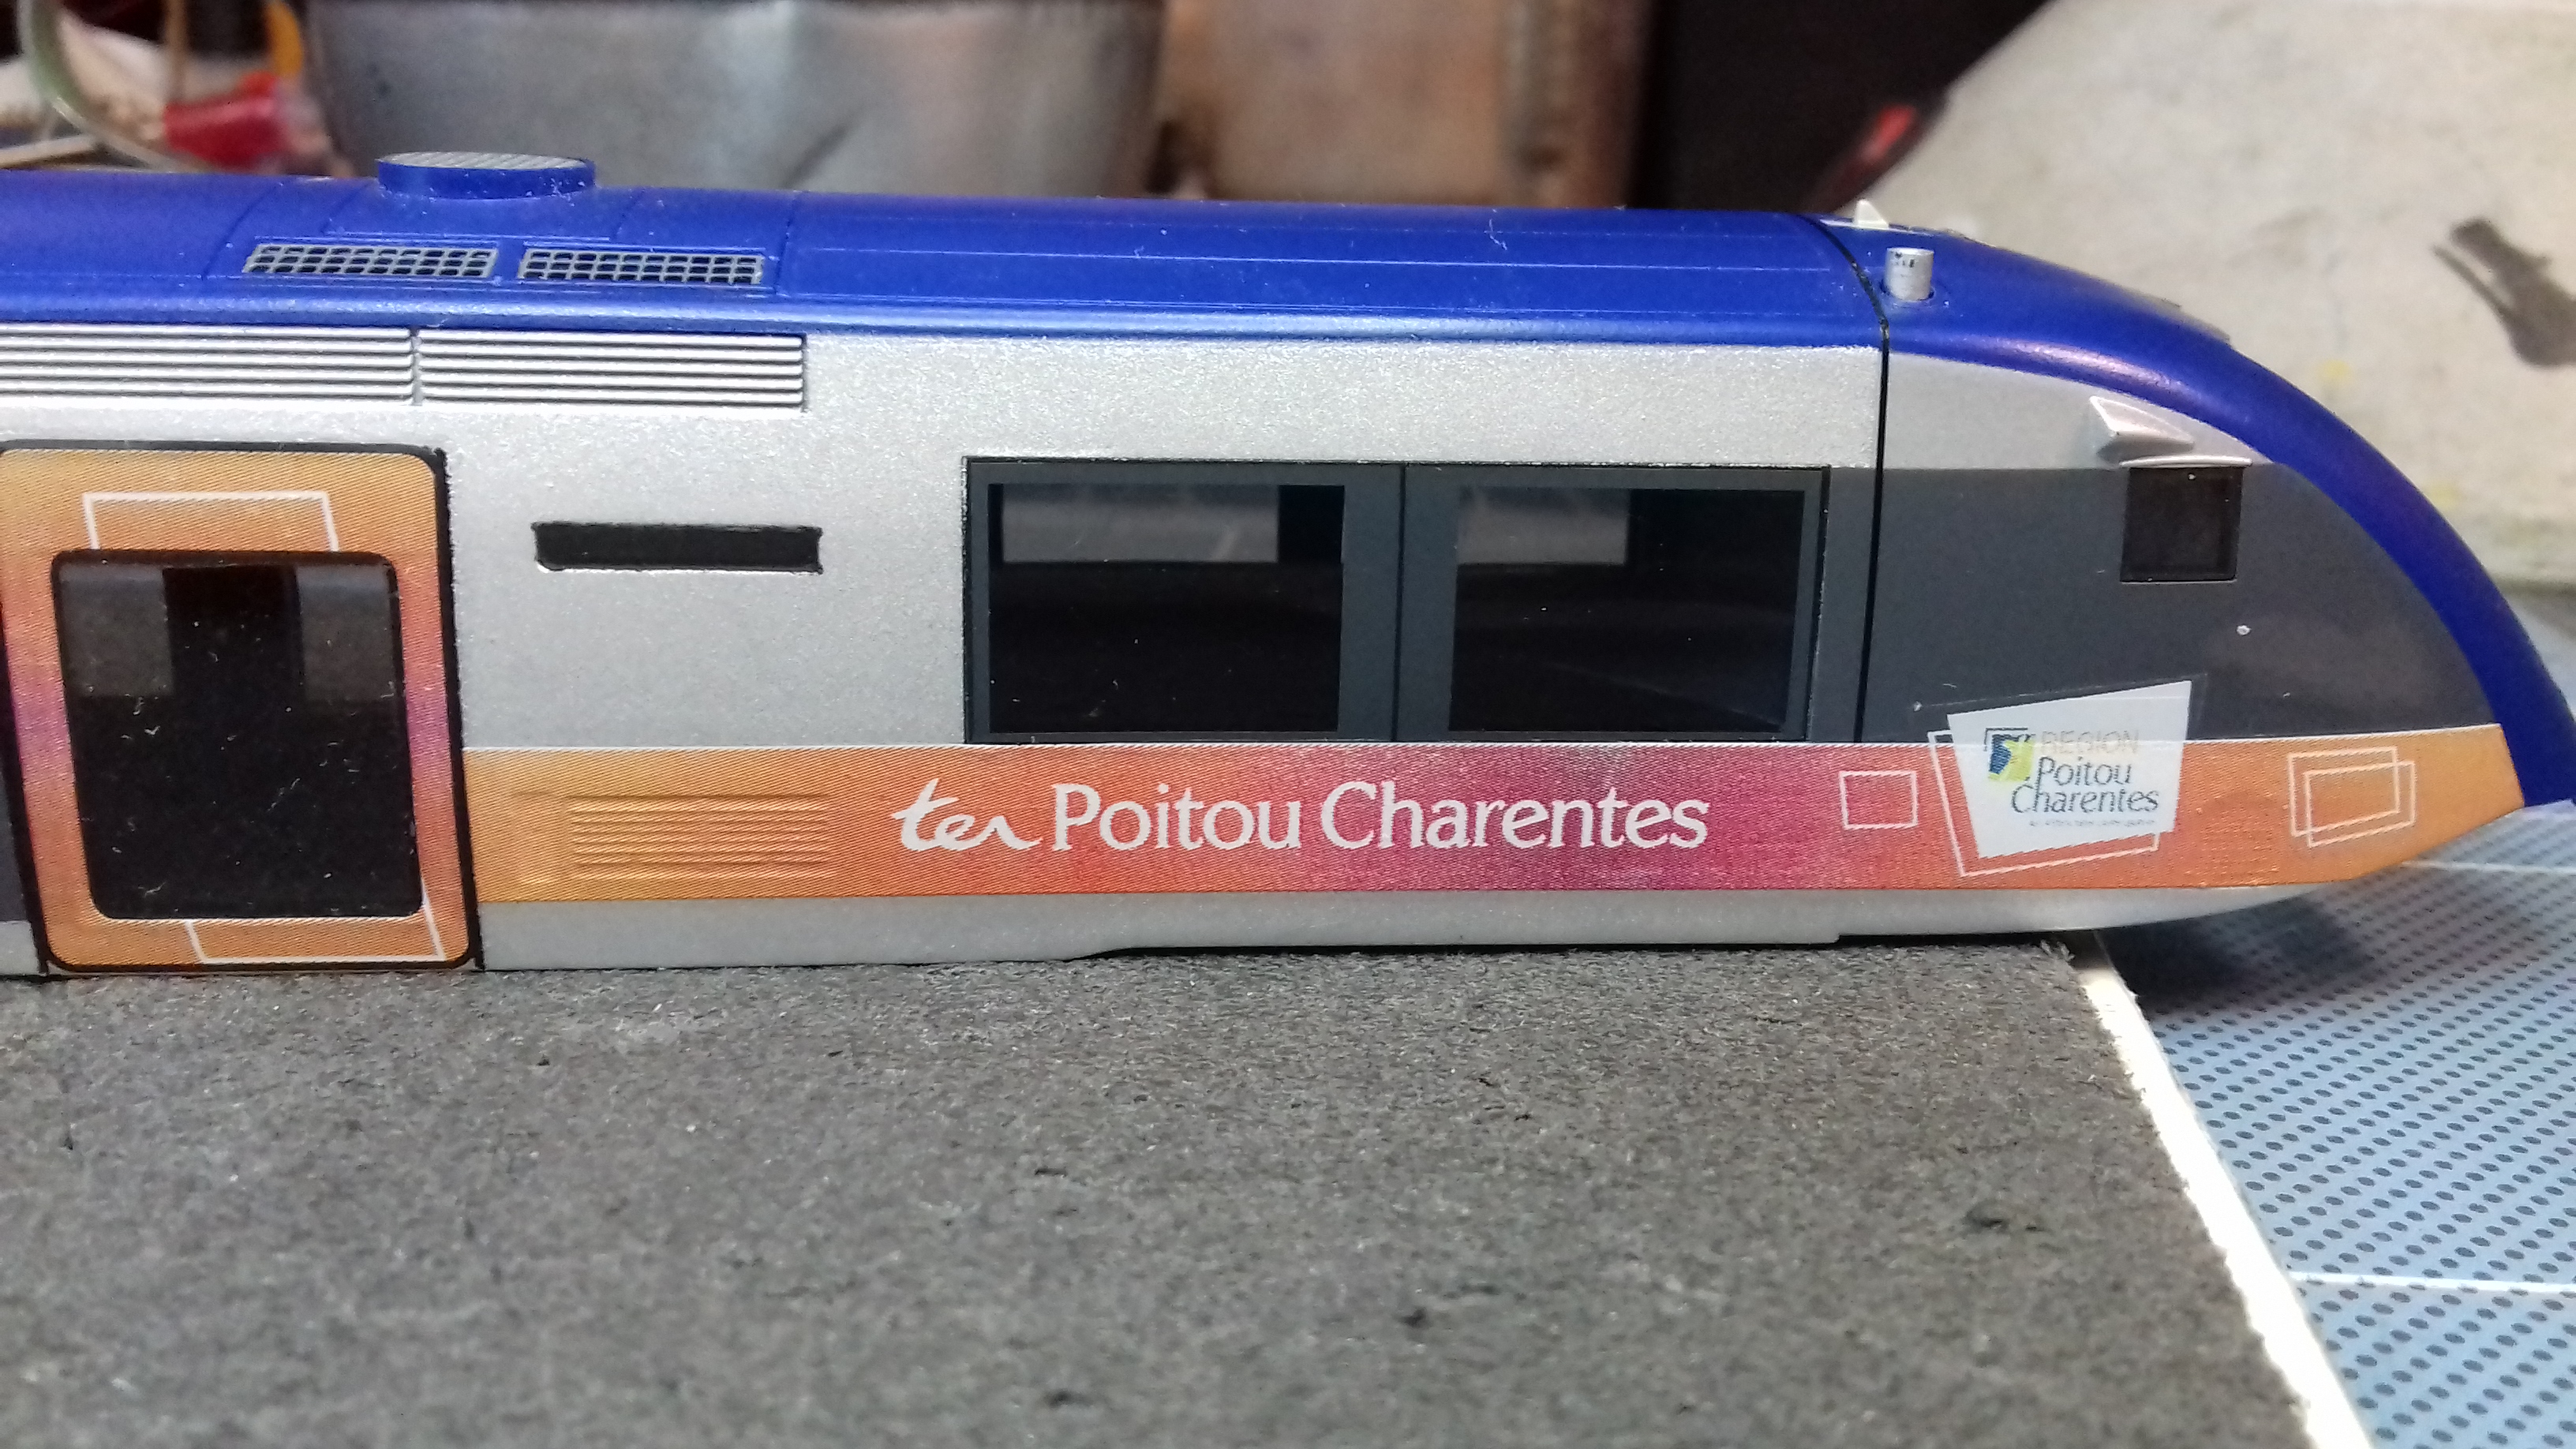 ter Poitou Charentes
REGION
Poitou
Charentes